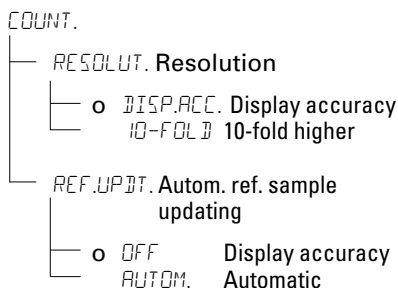 COUNT.
RESOLUT. Resolution
o DISP.ACC. Display accuracy
10-FOLD 10-fold higher
REF.UPDT. Autom. ref. sample
updating
o OFF Display accuracy
AUTOM. Automatic